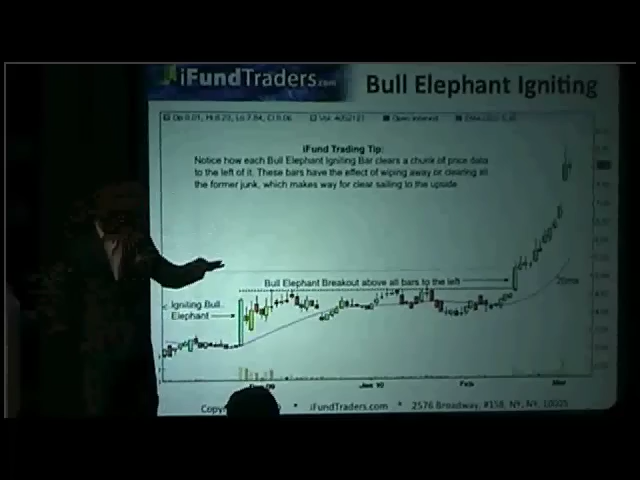 iFundTraders.com
Bull Elephant Igniting
iFund Trading Tip:
Notice how each Bull Elephant Igniting Bar clears a chunk of price data
to the left of it. These bars have the effect of wiping away or clearing all
the former junk, which makes way for clear sailing to the upside.
Bull Elephant Breakout above all bars to the left
Igniting Bull
Elephant
20ma
Dec 09
Jan 10
Feb
Mar
iFundTraders.com * 2576 Broadway, #158, NY, NY, 10025